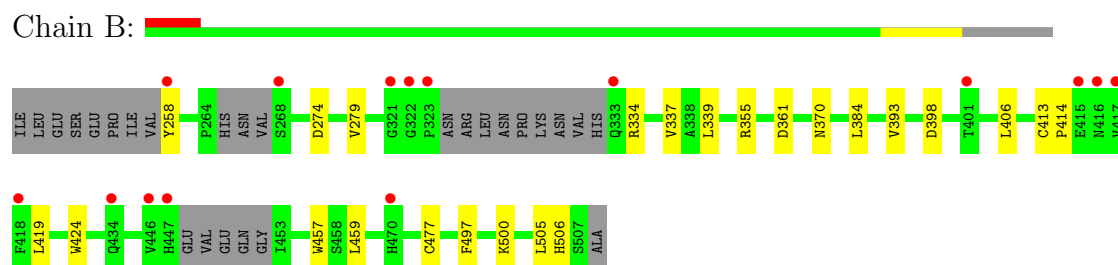 Chain B:
ILE LEU GLU SER GLU PRO ILE VAL Y258 P264 HIS ASN VAL S268 D274 V279 G321 G322 P323 ASN ARG LEU ASN PRO LYS ASN VAL HIS Q333 R334 V337 A338 L339 R355 D361 N370 L384 V393 D398 T401 L406 C413 P414 E415 N416 V417
F418 L419 W424 Q434 V446 H447 GLU VAL GLU GLN GLY I453 W457 S458 L459 H470 C477 F497 K500 L505 H506 S507 ALA